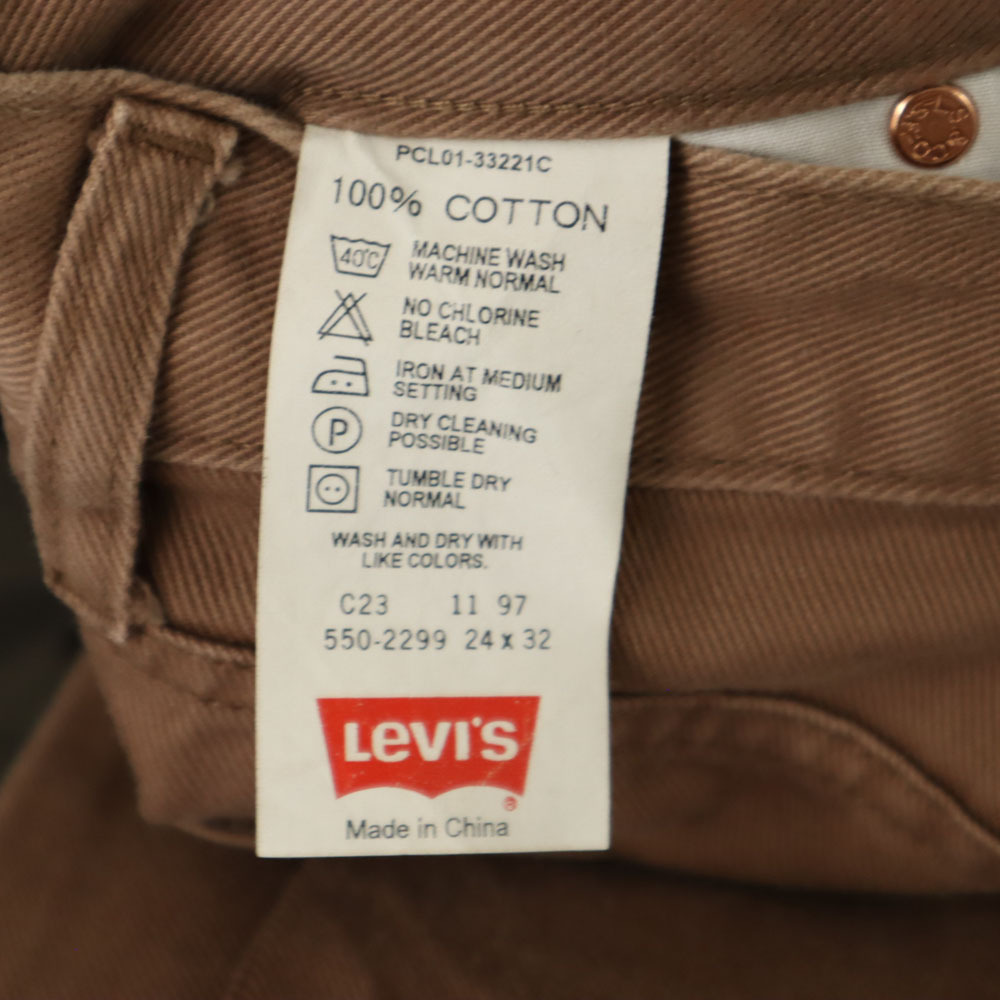 PCL01-33221C
100% COTTON
40°C
MACHINE WASH
WARM NORMAL
NO CHLORINE
BLEACH
IRON AT MEDIUM
SETTING
P
DRY CLEANING
POSSIBLE
TUMBLE DRY
NORMAL
WASH AND DRY WITH
LIKE COLORS.
C23 11 97
550-2299 24 x 32
LEVI'S
®
Made in China